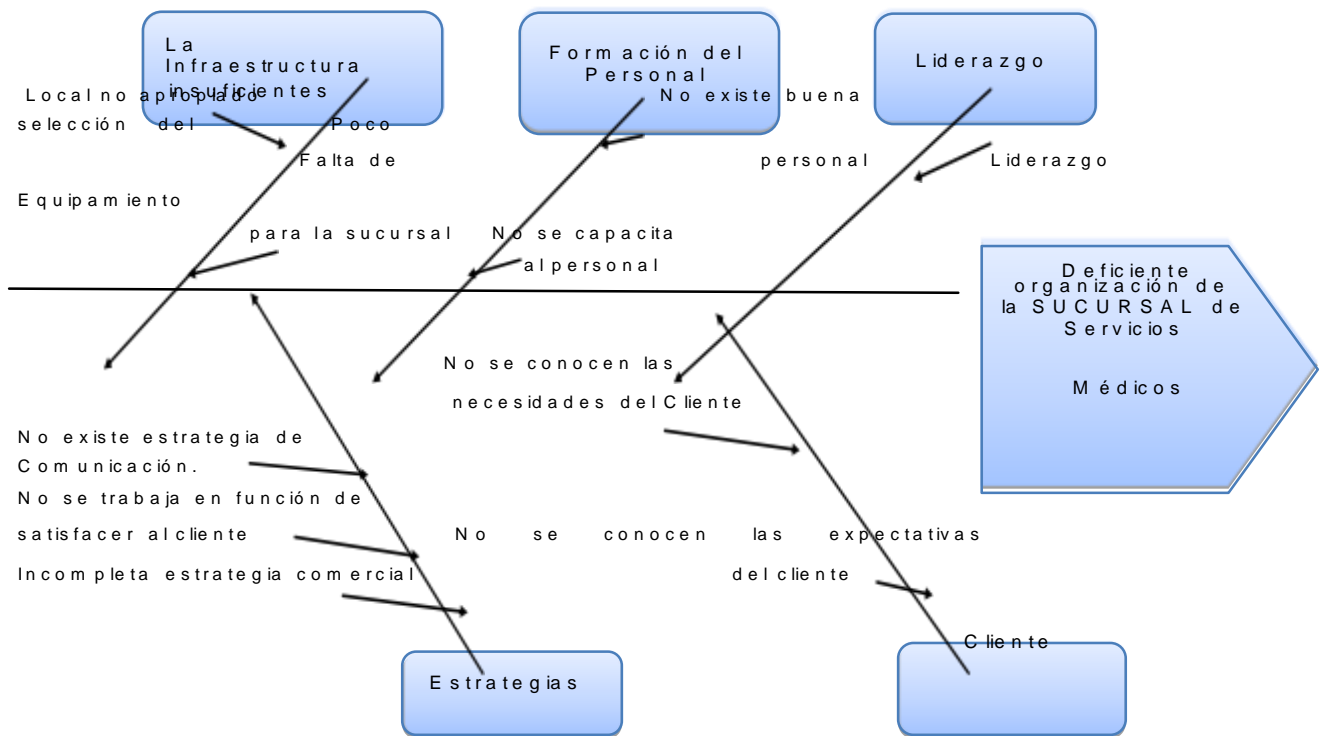 La
Infraestructura
insuficientes
Formación del
Personal
Liderazgo
Local no apropiado
No existe buena
selección del Poco
Falta de
personal Liderazgo
Equipamiento
para la sucursal No se capacita
al personal
Deficiente
organización de
la SUCURSAL de
Servicios
Médicos
No se conocen las
necesidades del Cliente
No existe estrategia de
Comunicación.
No se trabaja en función de
satisfacer al cliente
No se conocen las expectativas
Incompleta estrategia comercial
del cliente
Cliente
Estrategias